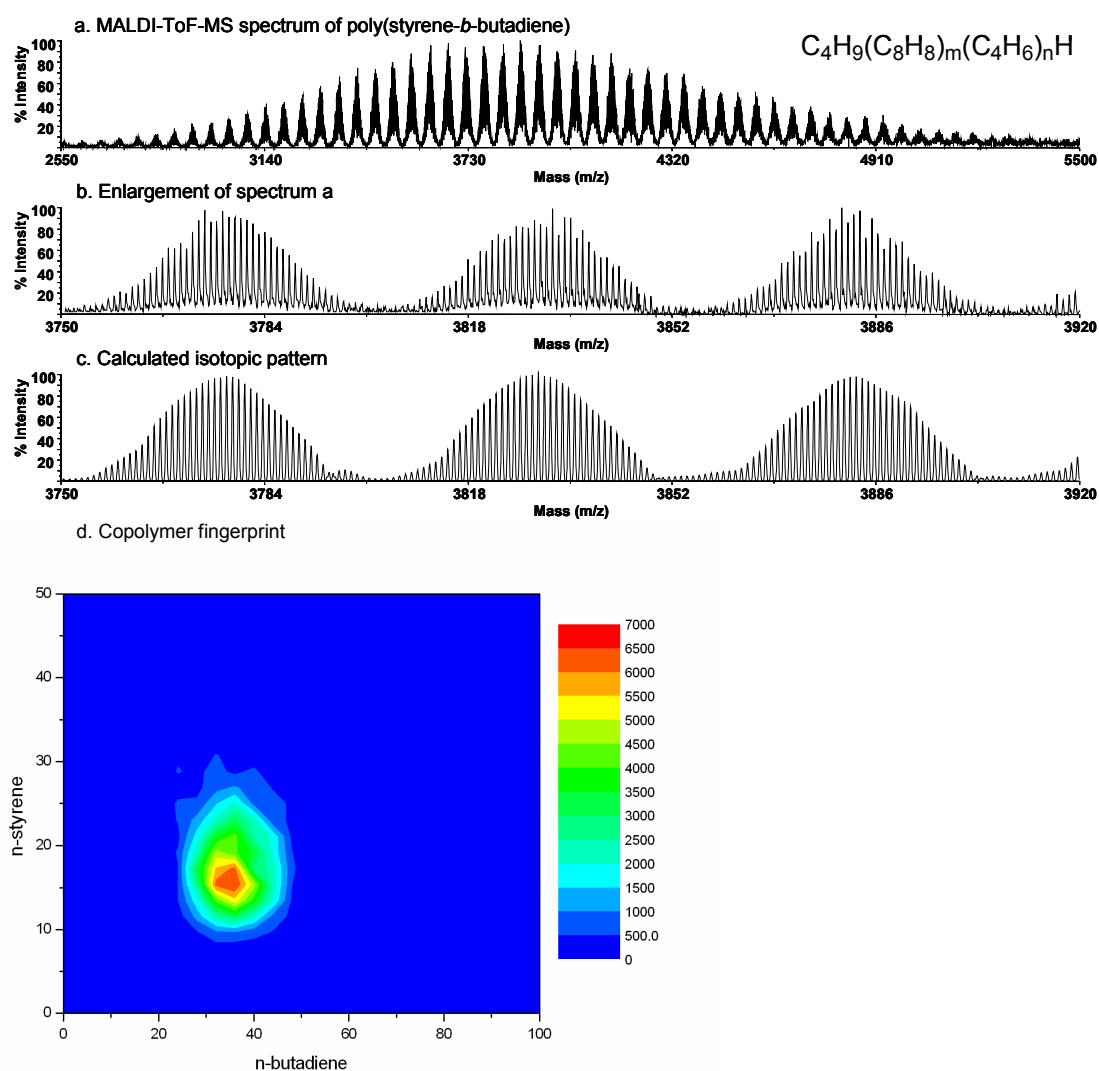 a. MALDI-ToF-MS spectrum of poly(styrene-b-butadiene)
C₄H₉(C₈H₈)ₘ(C₄H₆)ₙH
% Intensity
100
80
60
40
20
2550 3140 3730 4320 4910 5500
Mass (m/z)
b. Enlargement of spectrum a
% Intensity
100
80
60
40
20
3750 3784 3818 3852 3886 3920
Mass (m/z)
c. Calculated isotopic pattern
% Intensity
100
80
60
40
20
3750 3784 3818 3852 3886 3920
Mass (m/z)
d. Copolymer fingerprint
n-styrene
50
40
30
20
10
0
0 20 40 60 80 100
n-butadiene
7000
6500
6000
5500
5000
4500
4000
3500
3000
2500
2000
1500
1000
500.0
0